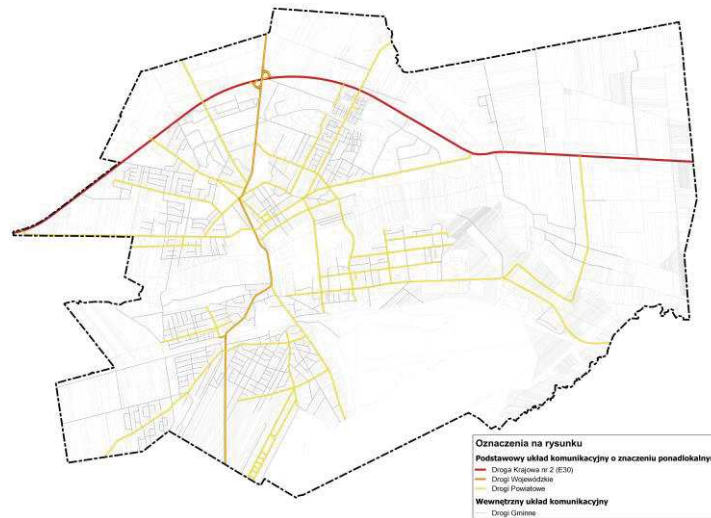 Oznaczenia na rysunku
Podstawowy układ komunikacyjny o znaczeniu ponadlokalny
Droga Krajowa nr 2 (E30)
Drogi Wojewódzkie
Drogi Powiatowe
Wewnętrzny układ komunikacyjny
Drogi Gminne